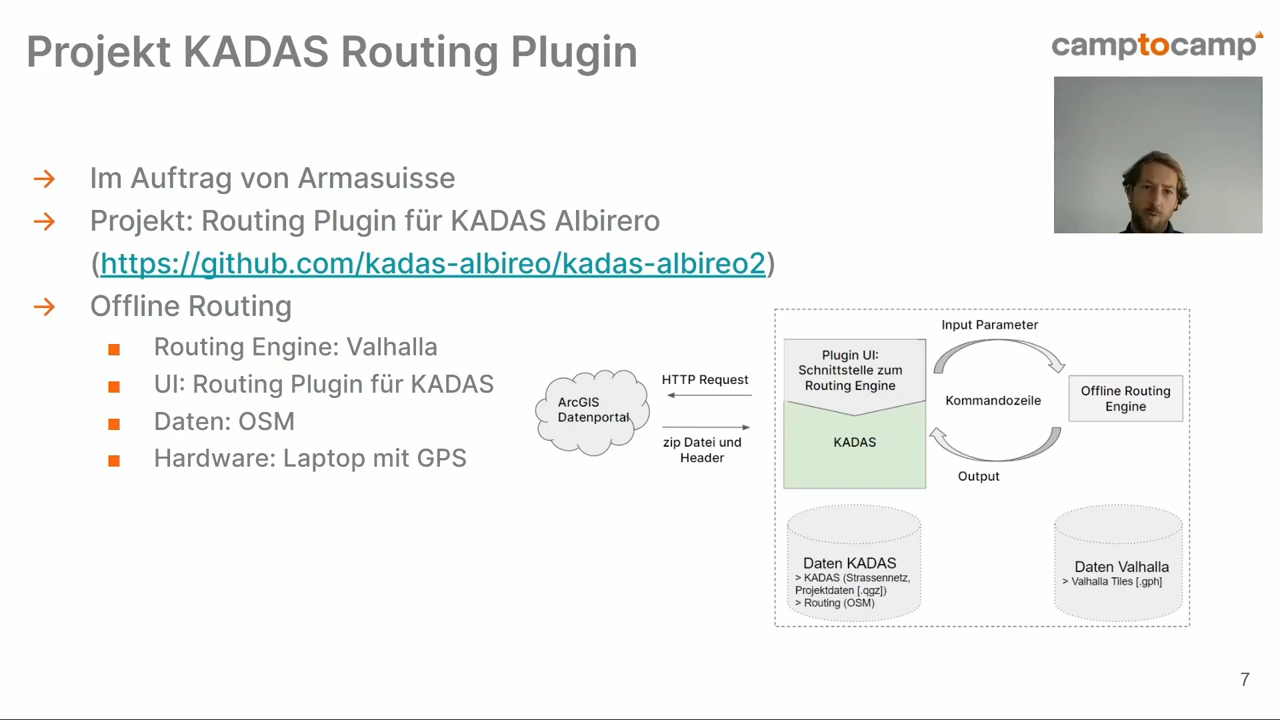 Projekt KADAS Routing Plugin
camptocamp
→ Im Auftrag von Armasuisse
→ Projekt: Routing Plugin für KADAS Albirero
(https://github.com/kadas-albireo/kadas-albireo2)
→ Offline Routing
■ Routing Engine: Valhalla
■ UI: Routing Plugin für KADAS
■ Daten: OSM
■ Hardware: Laptop mit GPS
ArcGIS
Datenportal
HTTP Request
zip Datei und
Header
Plugin UI:
Schnittstelle zum
Routing Engine
KADAS
Input Parameter
Kommandozeile
Output
Offline Routing
Engine
Daten KADAS
> KADAS (Strassennetz,
Projektdaten [.qgz])
> Routing (OSM)
Daten Valhalla
> Valhalla Tiles [.gph]
7